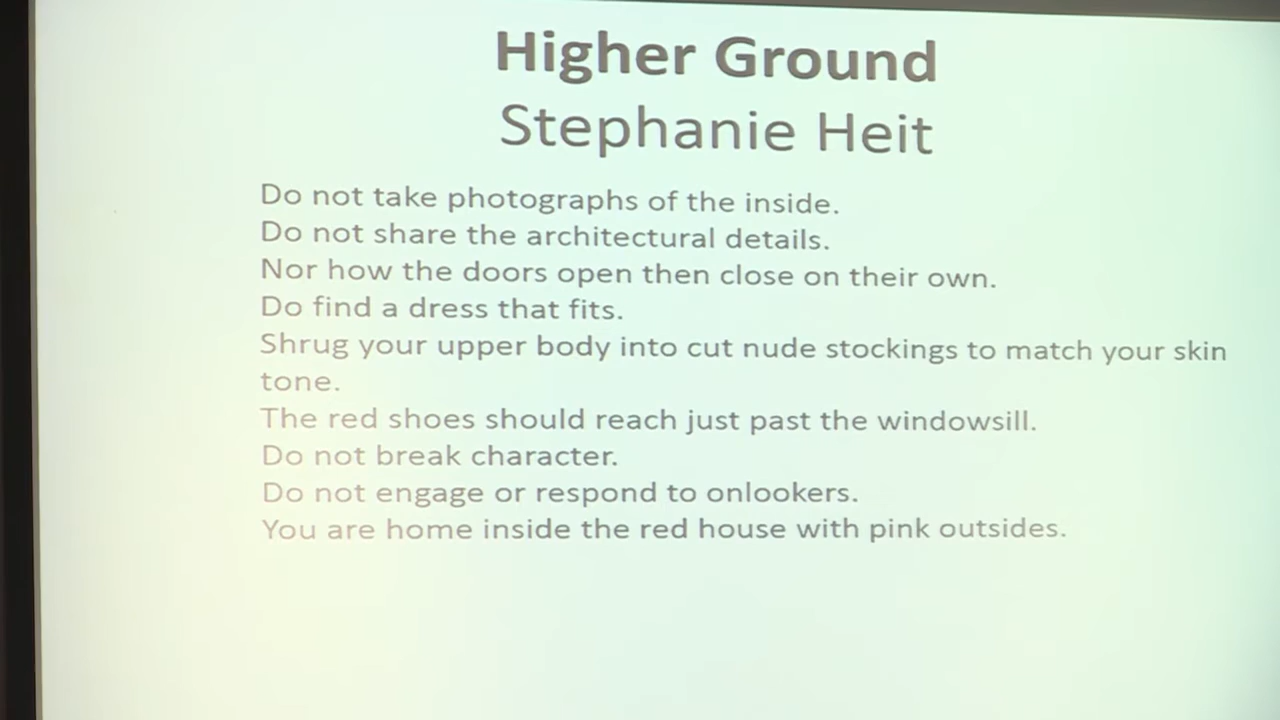 Higher Ground
Stephanie Heit
Do not take photographs of the inside.
Do not share the architectural details.
Nor how the doors open then close on their own.
Do find a dress that fits.
Shrug your upper body into cut nude stockings to match your skin
tone.
The red shoes should reach just past the windowsill.
Do not break character.
Do not engage or respond to onlookers.
You are home inside the red house with pink outsides.